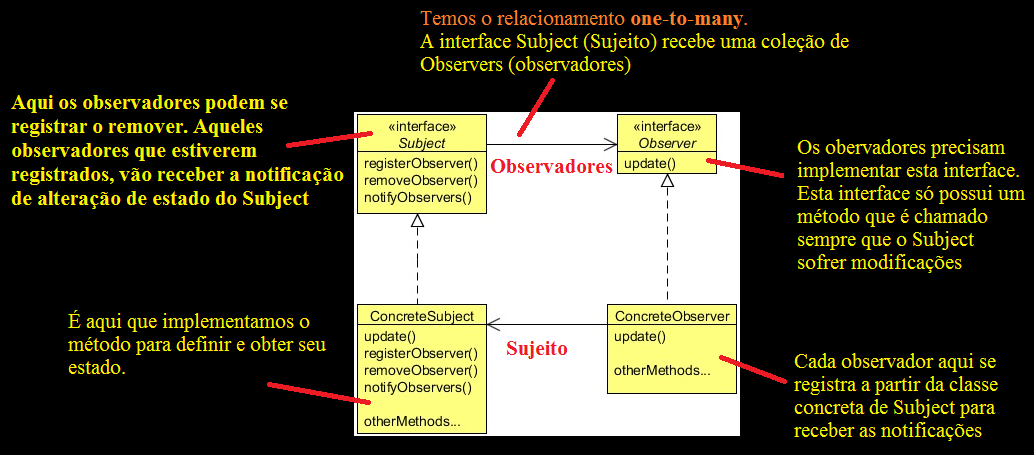 Temos o relacionamento one-to-many.
A interface Subject (Sujeito) recebe uma coleção de
Observers (observadores)
Aqui os observadores podem se
registrar o remover. Aqueles
observadores que estiverem
registrados, vão receber a notificação
de alteração de estado do Subject
«interface»
Subject
registerObserver()
removeObserver()
notifyObservers()
Observadores
«interface»
Observer
update()
Os obervadores precisam
implementar esta interface.
Esta interface só possui um
método que é chamado
sempre que o Subject
sofrer modificações
É aqui que implementamos o
método para definir e obter seu
estado.
ConcreteSubject
update()
registerObserver()
removeObserver()
notifyObservers()
otherMethods...
Sujeito
ConcreteObserver
update()
otherMethods...
Cada observador aqui se
registra a partir da classe
concreta de Subject para
receber as notificações